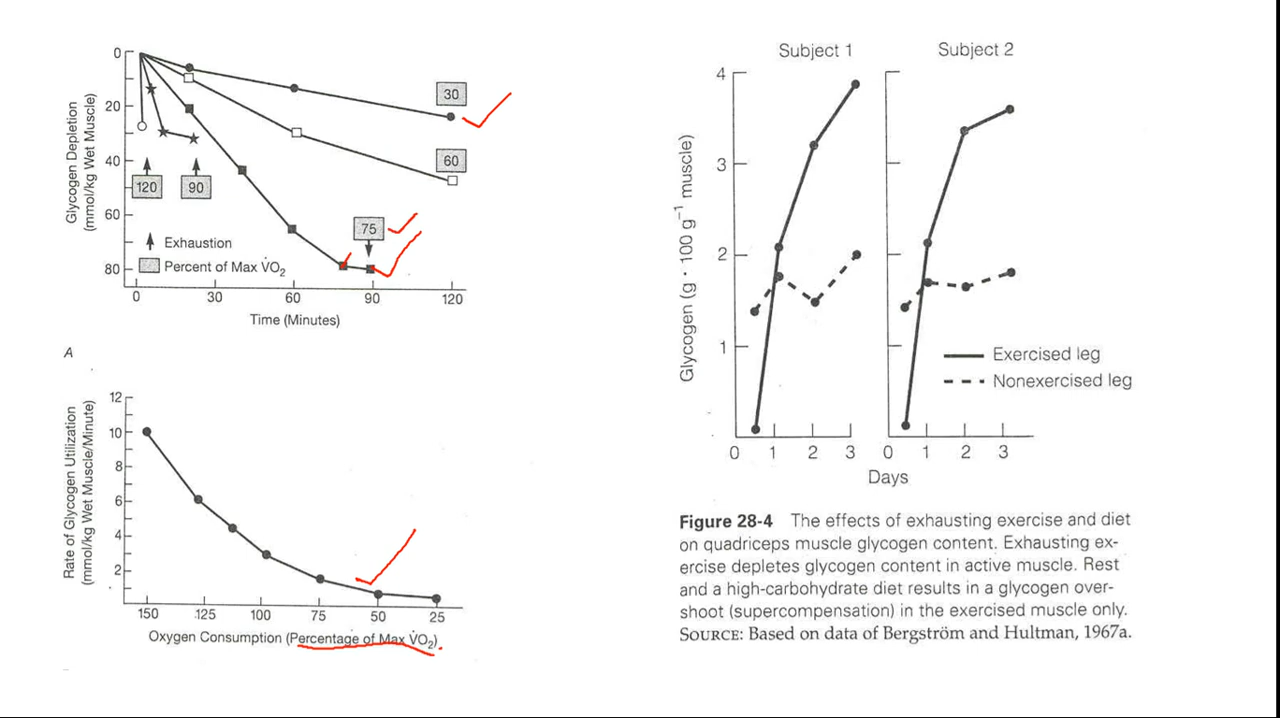 0
20
40
60
80
Glycogen Depletion
(mmol/kg Wet Muscle)
30
60
120
90
75
Exhaustion
Percent of Max V̇O₂
0
30
60
90
120
Time (Minutes)
A
12
10
8
6
4
2
Rate of Glycogen Utilization
(mmol/kg Wet Muscle/Minute)
150
125
100
75
50
25
Oxygen Consumption (Percentage of Max V̇O₂).
Subject 1
Subject 2
4
3
2
1
Glycogen (g · 100 g⁻¹ muscle)
Exercised leg
Nonexercised leg
0 1 2 3
0 1 2 3
Days
Figure 28-4 The effects of exhausting exercise and diet
on quadriceps muscle glycogen content. Exhausting ex-
ercise depletes glycogen content in active muscle. Rest
and a high-carbohydrate diet results in a glycogen over-
shoot (supercompensation) in the exercised muscle only.
SOURCE: Based on data of Bergström and Hultman, 1967a.